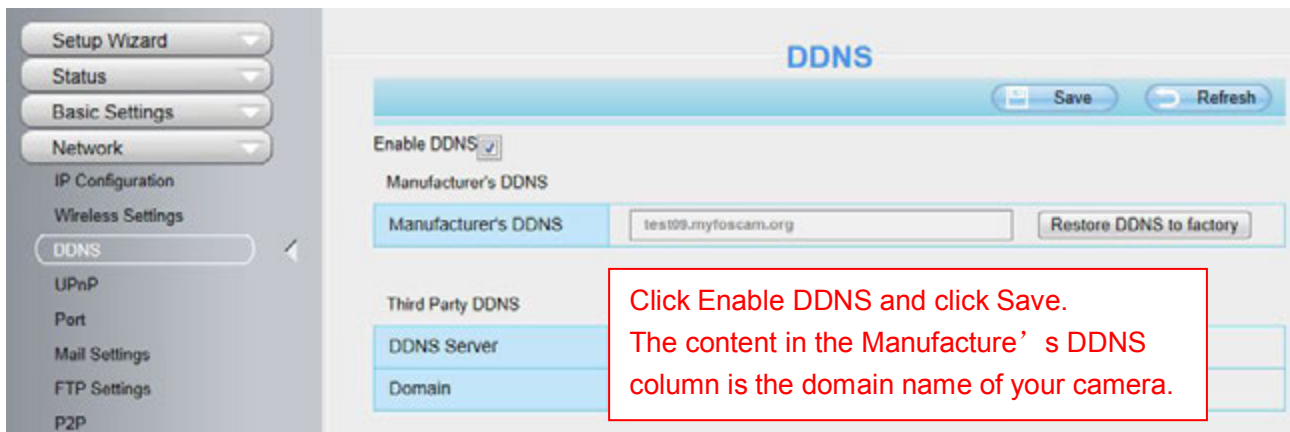 Setup Wizard
Status
Basic Settings
Network
IP Configuration
Wireless Settings
DDNS
UPnP
Port
Mail Settings
FTP Settings
P2P
DDNS
Save
Refresh
Enable DDNS
Manufacturer's DDNS
Manufacturer's DDNS
test09.myfoscam.org
Restore DDNS to factory
Third Party DDNS
DDNS Server
Domain
Click Enable DDNS and click Save.
The content in the Manufacture’s DDNS
column is the domain name of your camera.